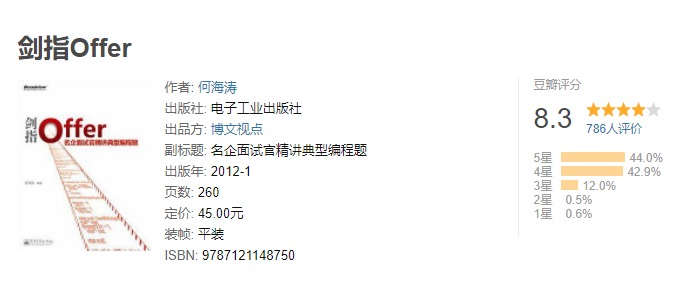 剑指Offer
作者: 何海涛
出版社: 电子工业出版社
出品方: 博文视点
副标题: 名企面试官精讲典型编程题
出版年: 2012-1
页数: 260
定价: 45.00元
装帧: 平装
ISBN: 9787121148750
剑指Offer
名企面试官精讲典型编程题
豆瓣评分
8.3
786人评价
5星 44.0%
4星 42.9%
3星 12.0%
2星 0.5%
1星 0.6%